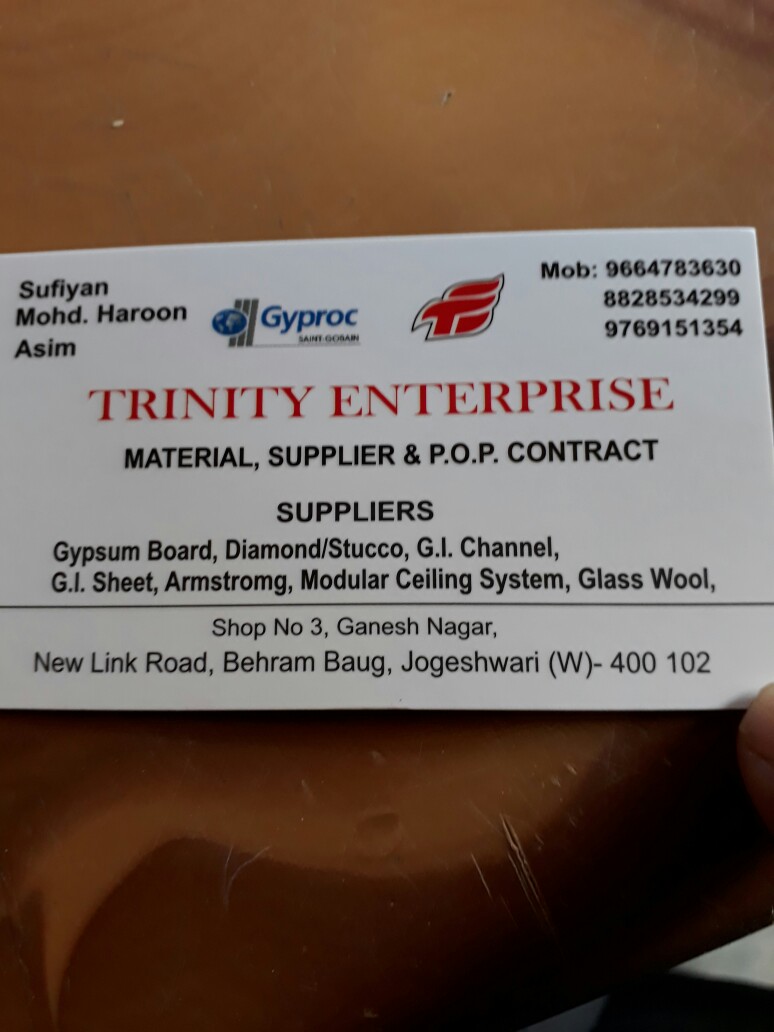 Sufiyan
Mohd. Haroon
Asim
Gyproc
SAINT-GOBAIN
Mob: 9664783630
8828534299
9769151354
TRINITY ENTERPRISE
MATERIAL, SUPPLIER & P.O.P. CONTRACT
SUPPLIERS
Gypsum Board, Diamond/Stucco, G.I. Channel,
G.I. Sheet, Armstromg, Modular Ceiling System, Glass Wool,
Shop No 3, Ganesh Nagar,
New Link Road, Behram Baug, Jogeshwari (W)- 400 102